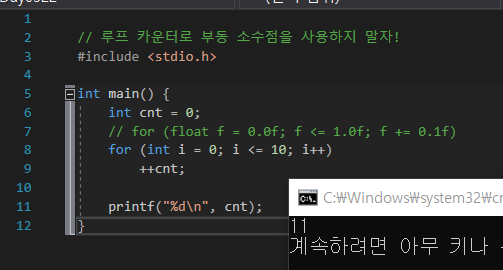 1
2 // 루프 카운터로 부동 소수점을 사용하지 말자!
3 #include <stdio.h>
4
5 int main() {
6 int cnt = 0;
7 // for (float f = 0.0f; f <= 1.0f; f += 0.1f)
8 for (int i = 0; i <= 10; i++)
9 ++cnt;
10
11 printf("%d\n", cnt);
12 }
C:₩Windows₩system32₩c
11
계속하려면 아무 키나